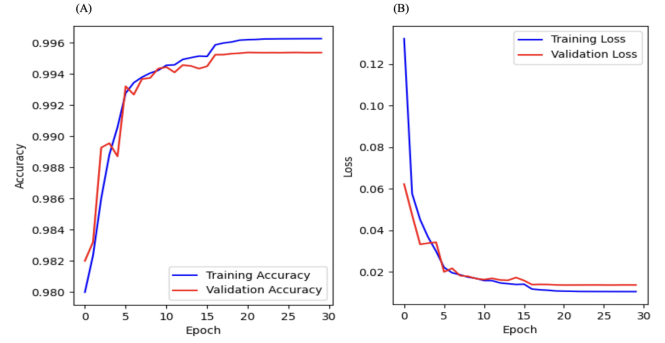 (A)
Accuracy
0.996
0.994
0.992
0.990
0.988
0.986
0.984
0.982
0.980
0
5
10
15
20
25
30
Epoch
Training Accuracy
Validation Accuracy
(B)
Loss
0.12
0.10
0.08
0.06
0.04
0.02
0
5
10
15
20
25
30
Epoch
Training Loss
Validation Loss